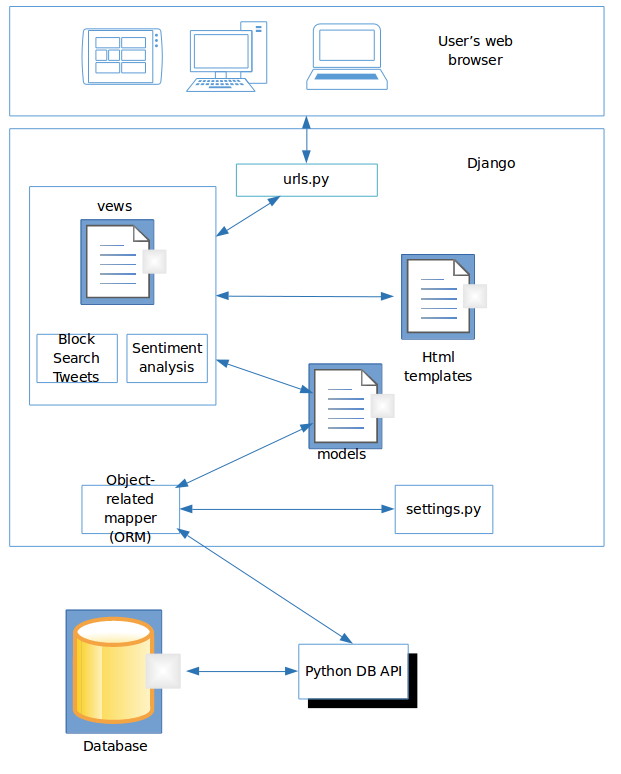 User’s web
browser
Django
urls.py
vews
Block
Search
Tweets
Sentiment
analysis
Html
templates
models
Object-
related
mapper
(ORM)
settings.py
Python DB API
Database